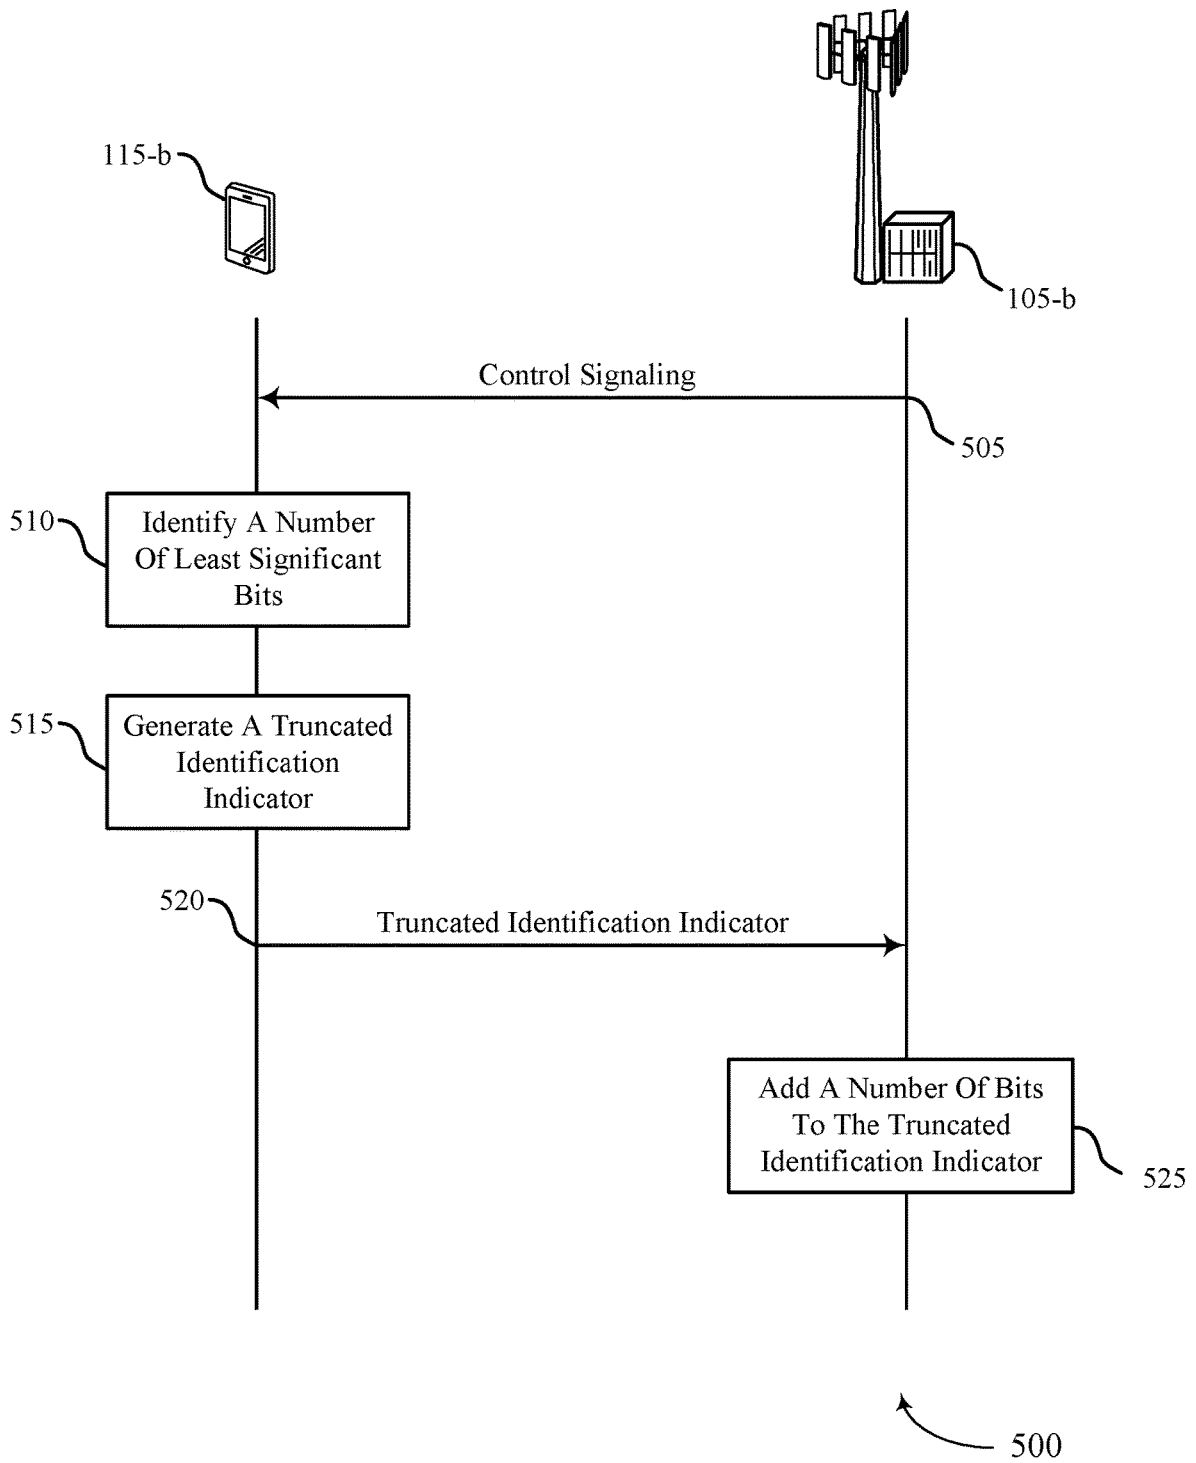 115-b
105-b
Control Signaling
505
510
Identify A Number
Of Least Significant
Bits
515
Generate A Truncated
Identification
Indicator
520
Truncated Identification Indicator
Add A Number Of Bits
To The Truncated
Identification Indicator
525
500